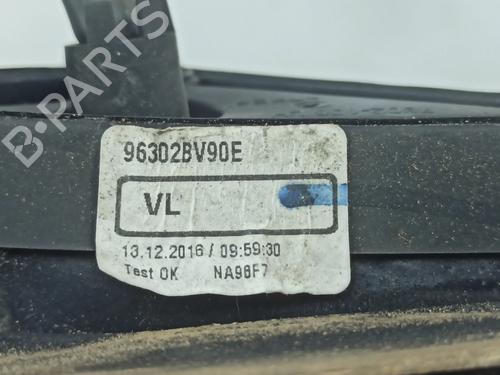 96302BV90E
VL
13.12.2016 / 09:59:30
Test OK NA98F7
B-PARTS